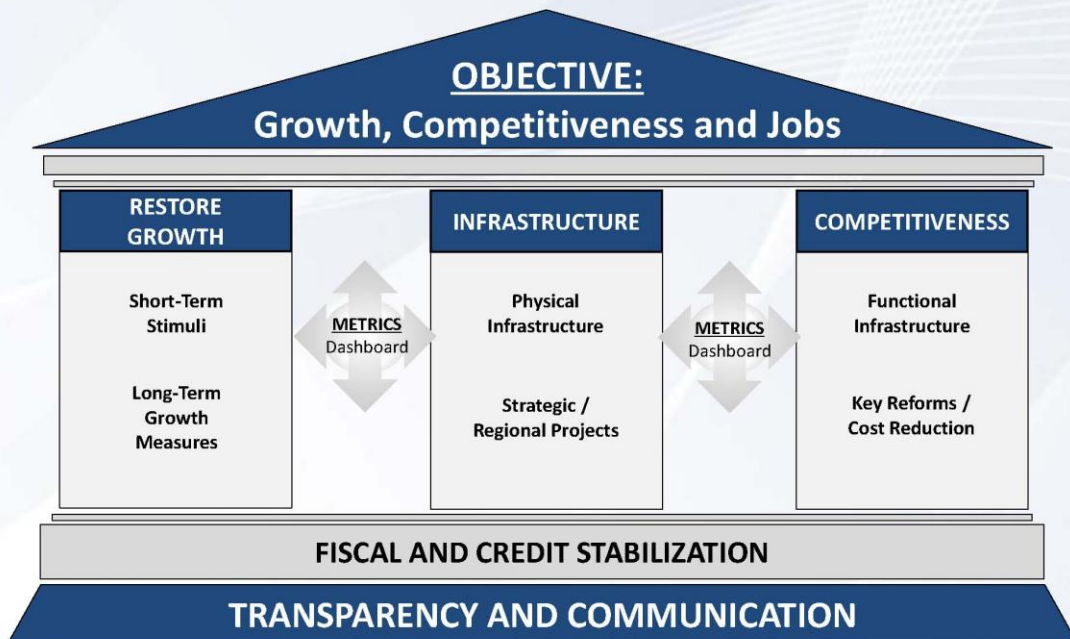 OBJECTIVE:
Growth, Competitiveness and Jobs
RESTORE
GROWTH
Short-Term
Stimuli
Long-Term
Growth
Measures
METRICS
Dashboard
INFRASTRUCTURE
Physical
Infrastructure
Strategic /
Regional Projects
METRICS
Dashboard
COMPETITIVENESS
Functional
Infrastructure
Key Reforms /
Cost Reduction
FISCAL AND CREDIT STABILIZATION
TRANSPARENCY AND COMMUNICATION